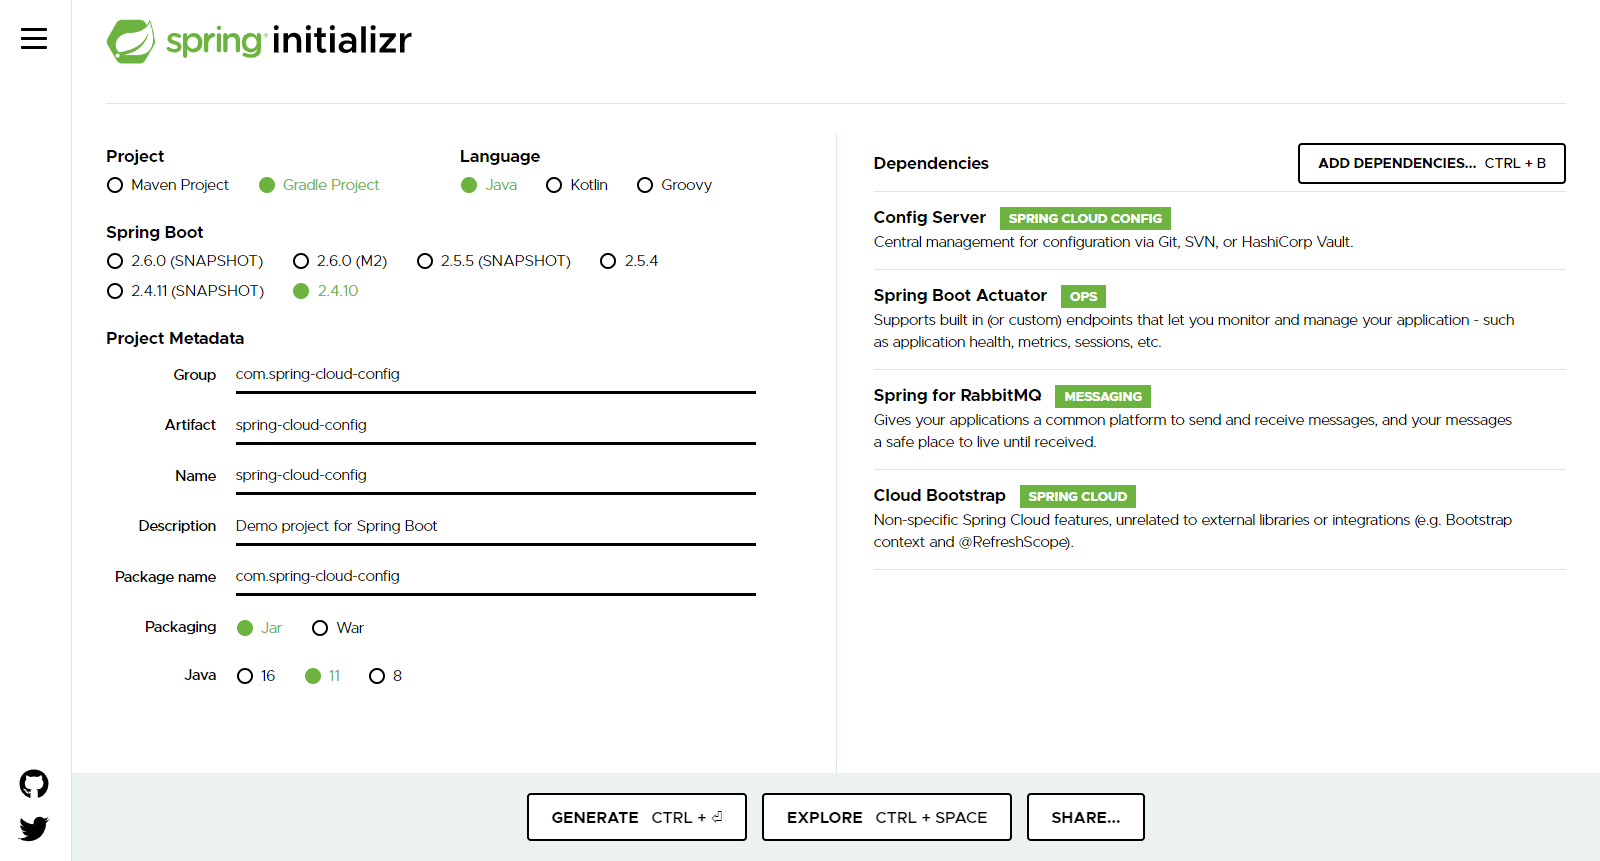 spring initializr
Project
Maven Project Gradle Project
Language
Java Kotlin Groovy
Spring Boot
2.6.0 (SNAPSHOT) 2.6.0 (M2) 2.5.5 (SNAPSHOT) 2.5.4
2.4.11 (SNAPSHOT) 2.4.10
Project Metadata
Group com.spring-cloud-config
Artifact spring-cloud-config
Name spring-cloud-config
Description Demo project for Spring Boot
Package name com.spring-cloud-config
Packaging Jar War
Java 16 11 8
Dependencies
ADD DEPENDENCIES... CTRL + B
Config Server SPRING CLOUD CONFIG
Central management for configuration via Git, SVN, or HashiCorp Vault.
Spring Boot Actuator OPS
Supports built in (or custom) endpoints that let you monitor and manage your application - such
as application health, metrics, sessions, etc.
Spring for RabbitMQ MESSAGING
Gives your applications a common platform to send and receive messages, and your messages
a safe place to live until received.
Cloud Bootstrap SPRING CLOUD
Non-specific Spring Cloud features, unrelated to external libraries or integrations (e.g. Bootstrap
context and @RefreshScope).
GENERATE CTRL + ⏎
EXPLORE CTRL + SPACE
SHARE...